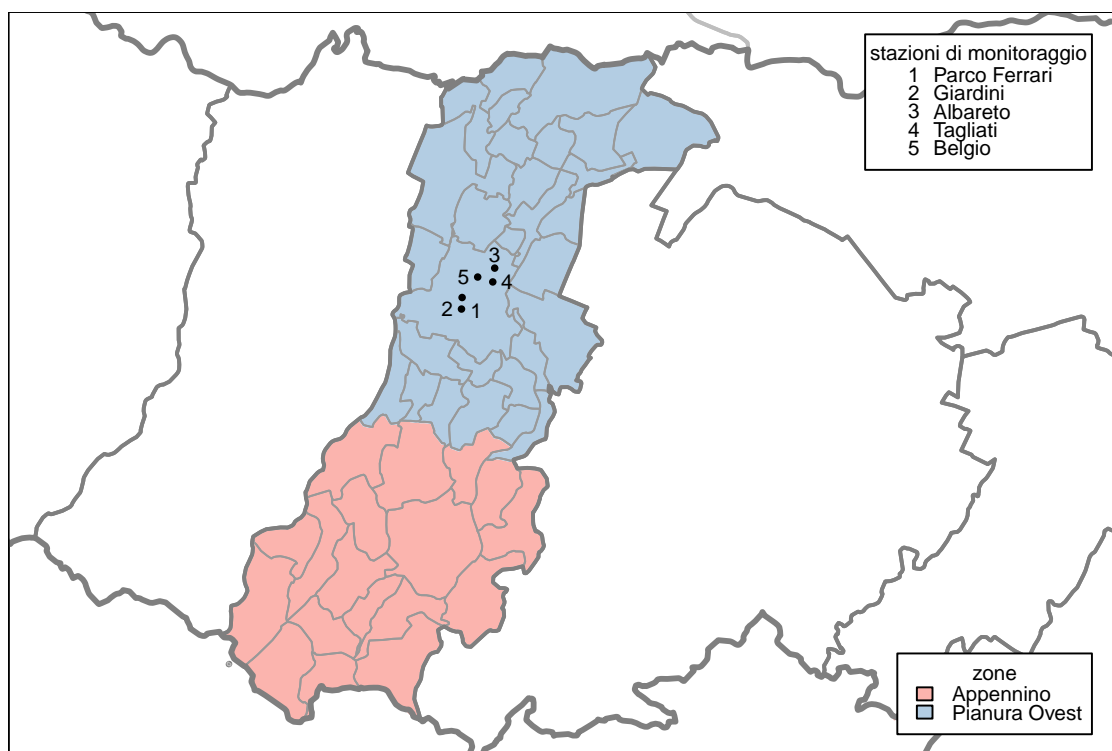 stazioni di monitoraggio
1 Parco Ferrari
2 Giardini
3 Albareto
4 Tagliati
5 Belgio
3
5 4
2 1
zone
Appennino
Pianura Ovest